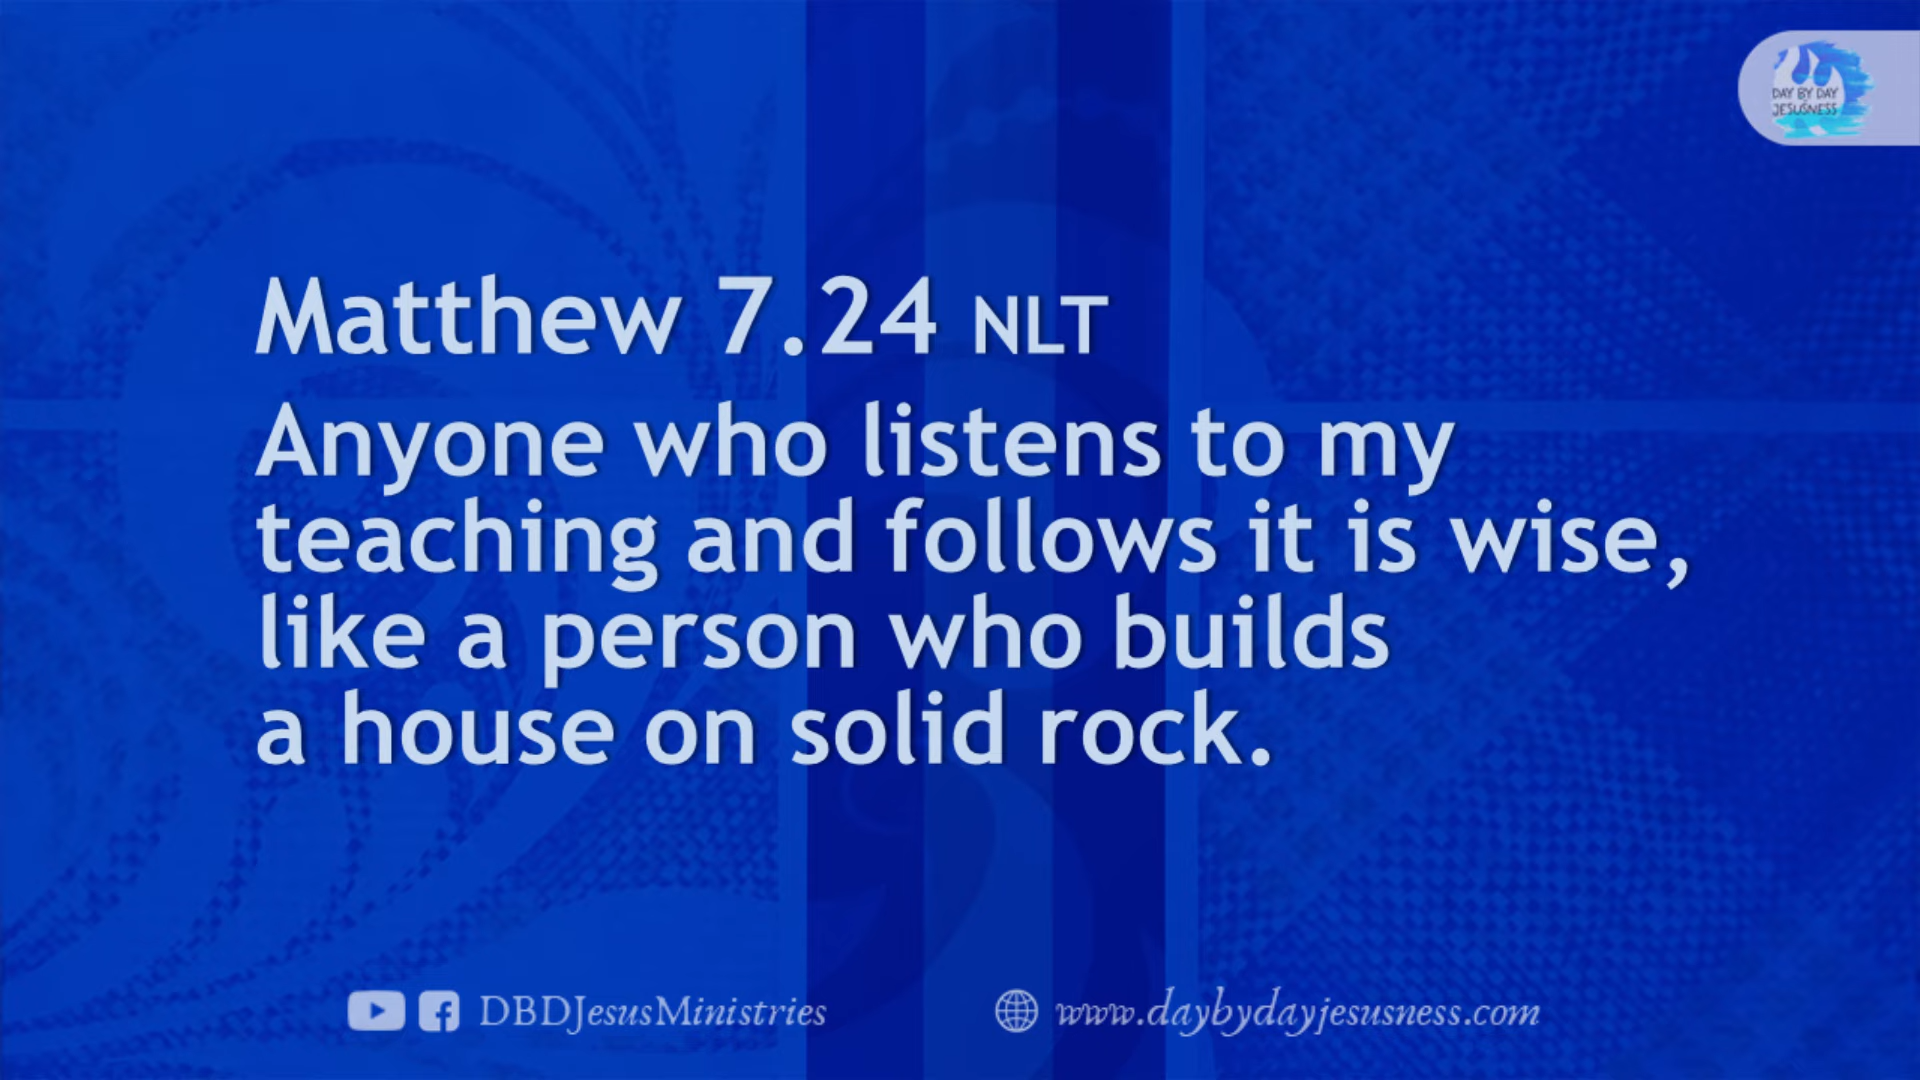 DAY BY DAY
JESUSNESS
Matthew 7.24 NLT
Anyone who listens to my
teaching and follows it is wise,
like a person who builds
a house on solid rock.
DBDJesusMinistries
www.daybydayjesusness.com